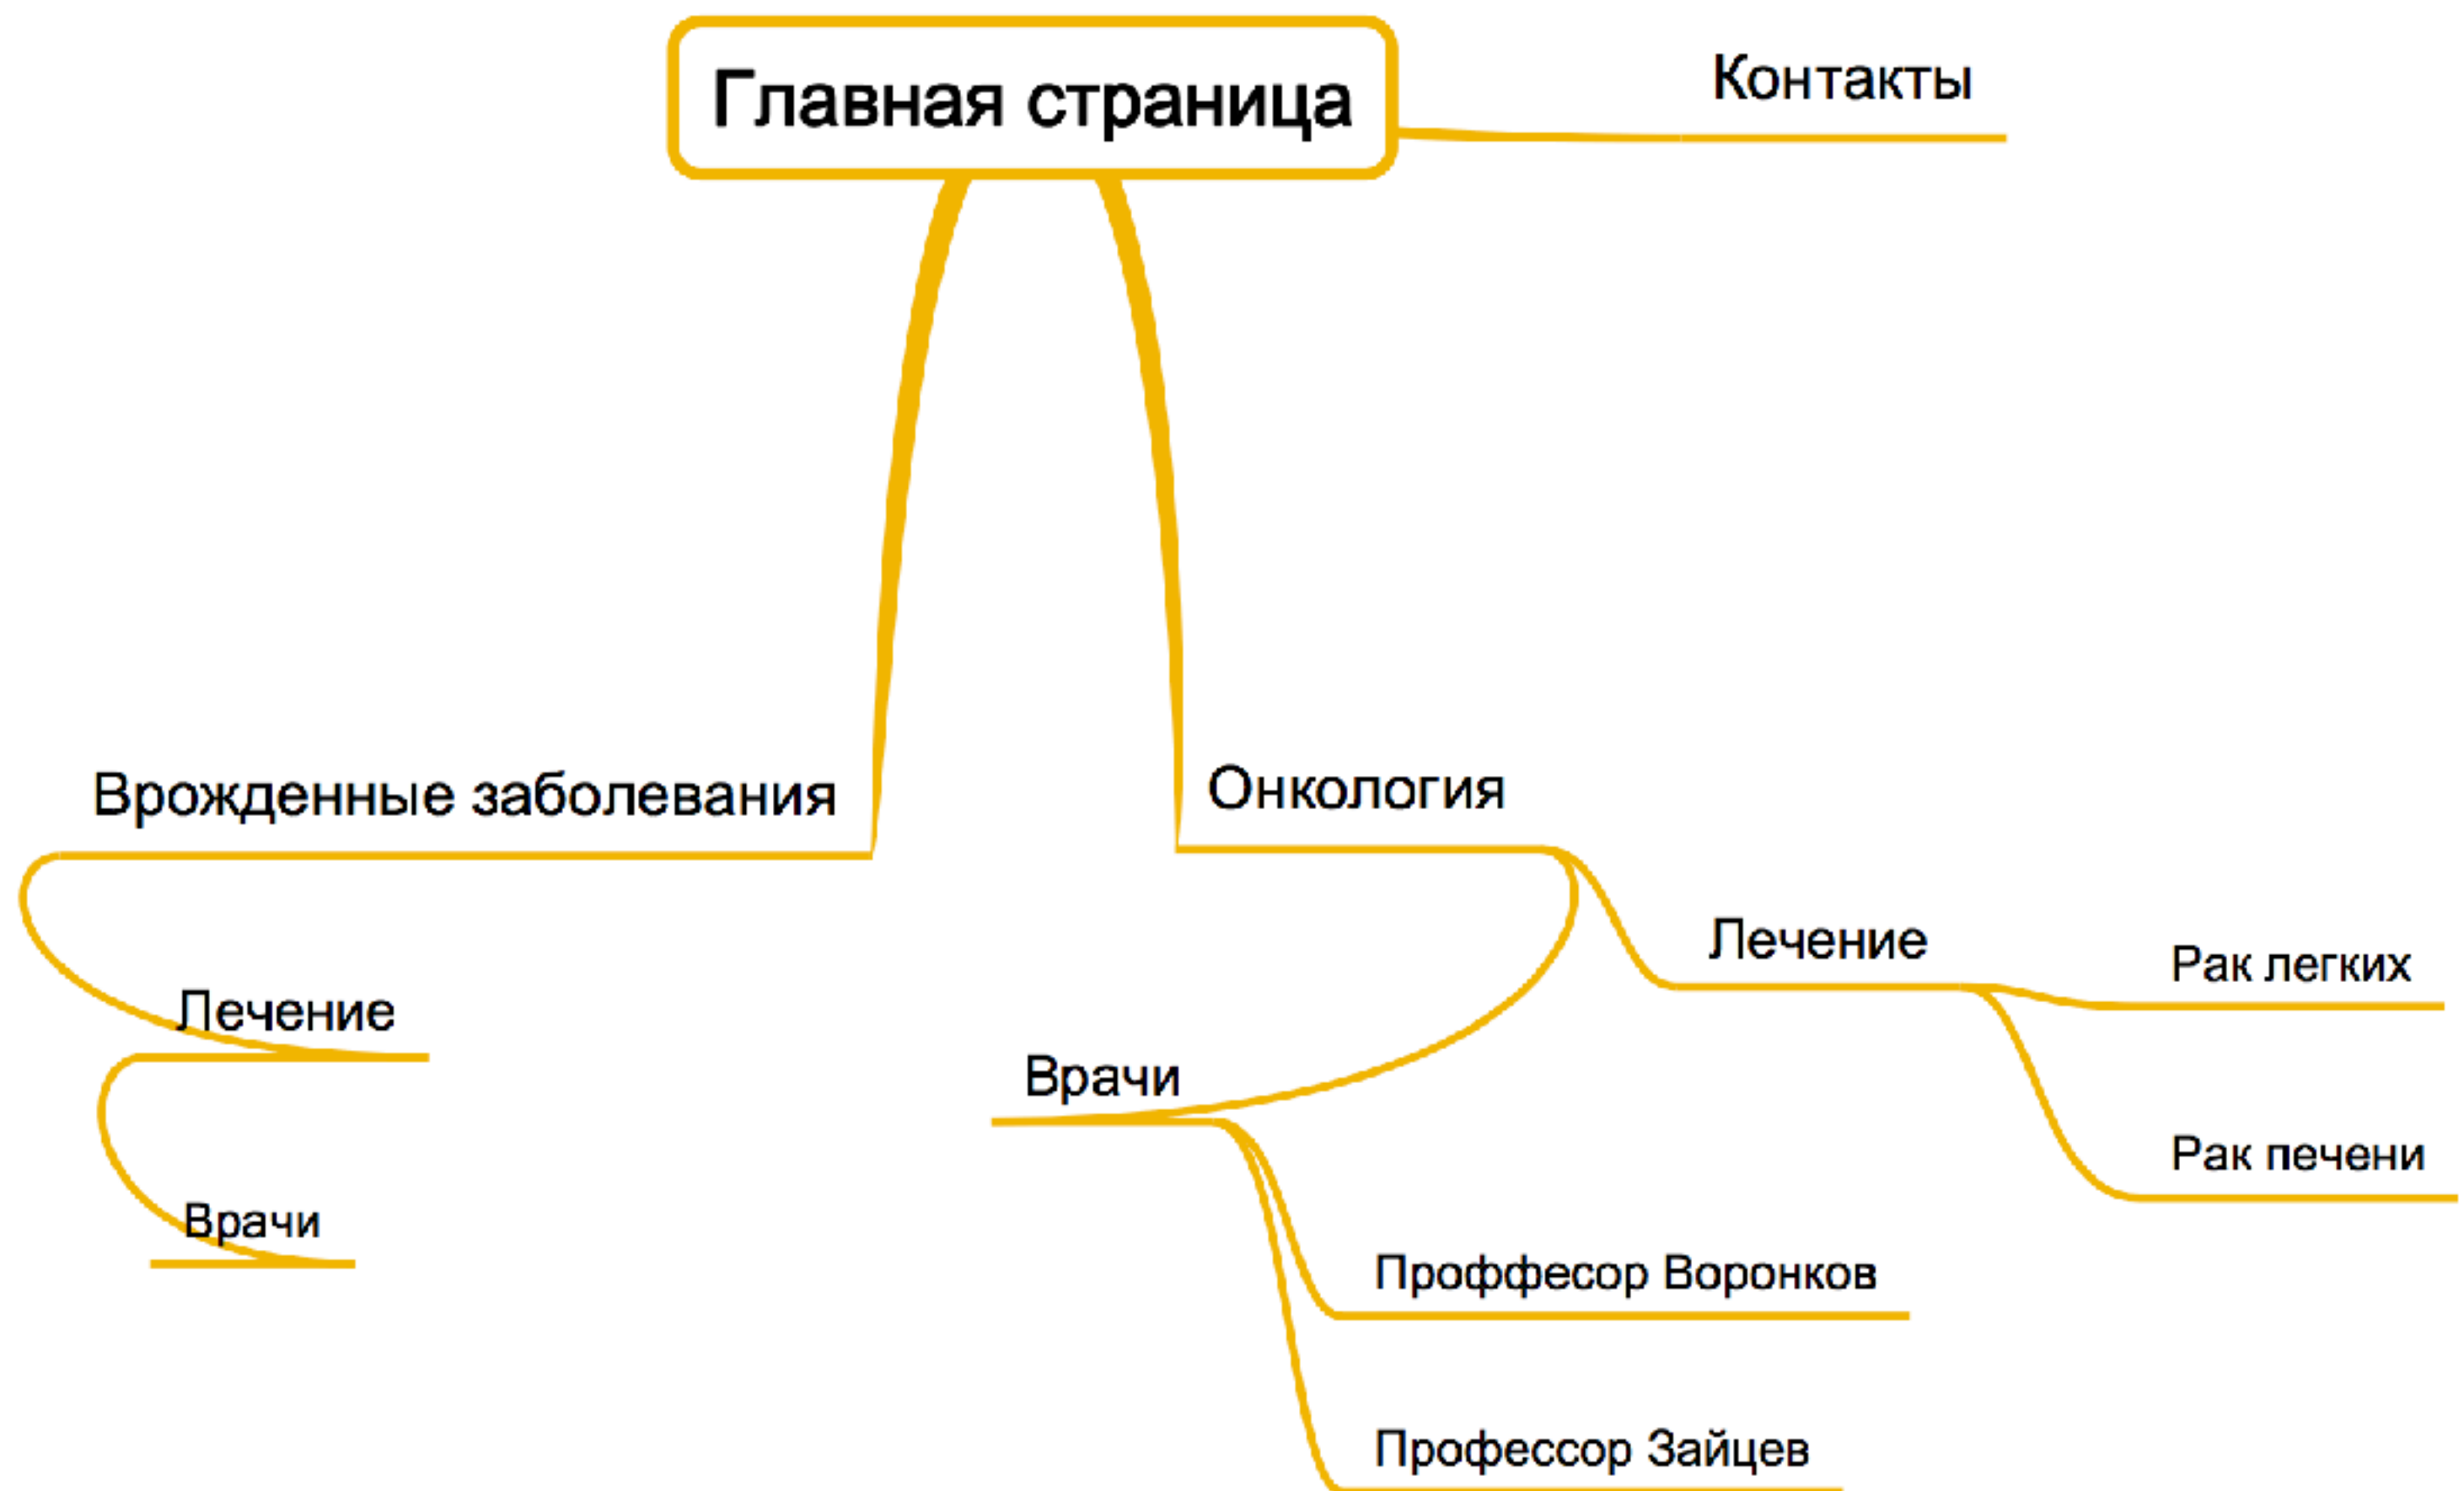 Главная страница
Контакты
Врожденные заболевания
Онкология
Лечение
Рак легких
Лечение
Врачи
Рак печени
Врачи
Проффесор Воронков
Профессор Зайцев